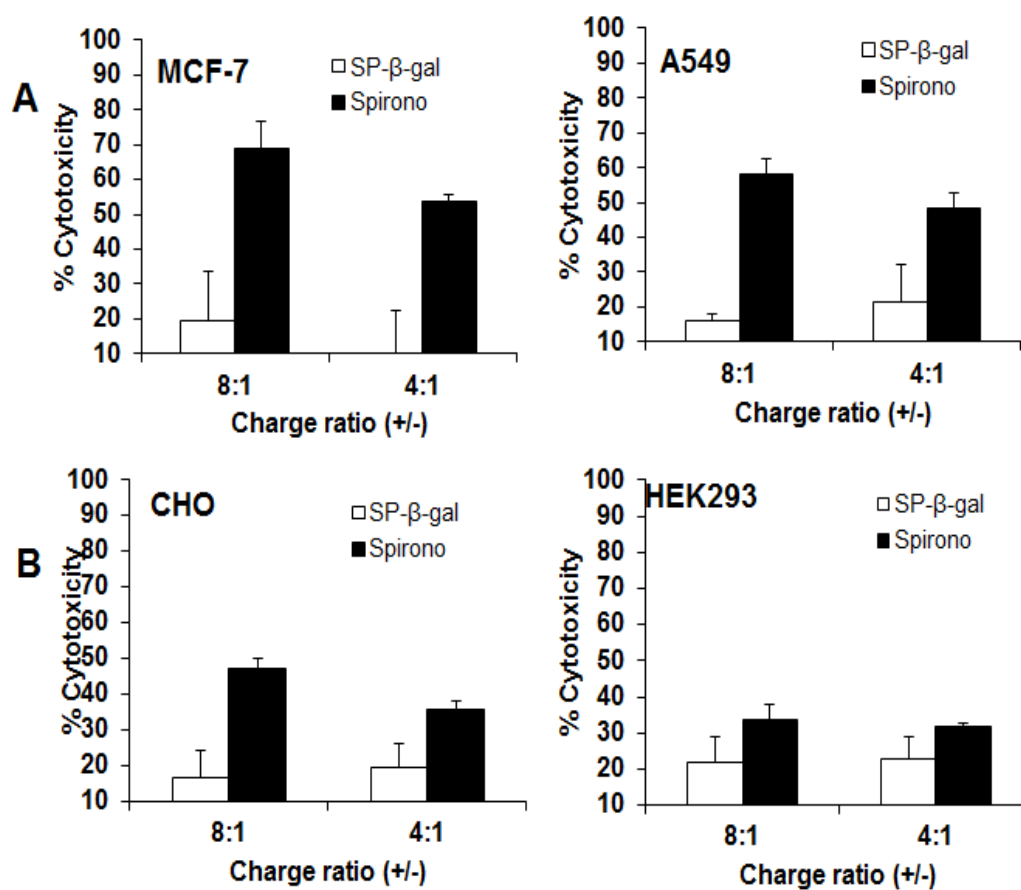 A
MCF-7
SP-β-gal
Spirono
% Cytotoxicity
100
90
80
70
60
50
40
30
20
10
8:1
4:1
Charge ratio (+/-)
A549
SP-β-gal
Spirono
% Cytotoxicity
100
90
80
70
60
50
40
30
20
10
8:1
4:1
Charge ratio (+/-)
B
CHO
SP-β-gal
Spirono
% Cytotoxicity
100
90
80
70
60
50
40
30
20
10
8:1
4:1
Charge ratio (+/-)
HEK293
SP-β-gal
Spirono
% Cytotoxicity
100
90
80
70
60
50
40
30
20
10
8:1
4:1
Charge ratio (+/-)